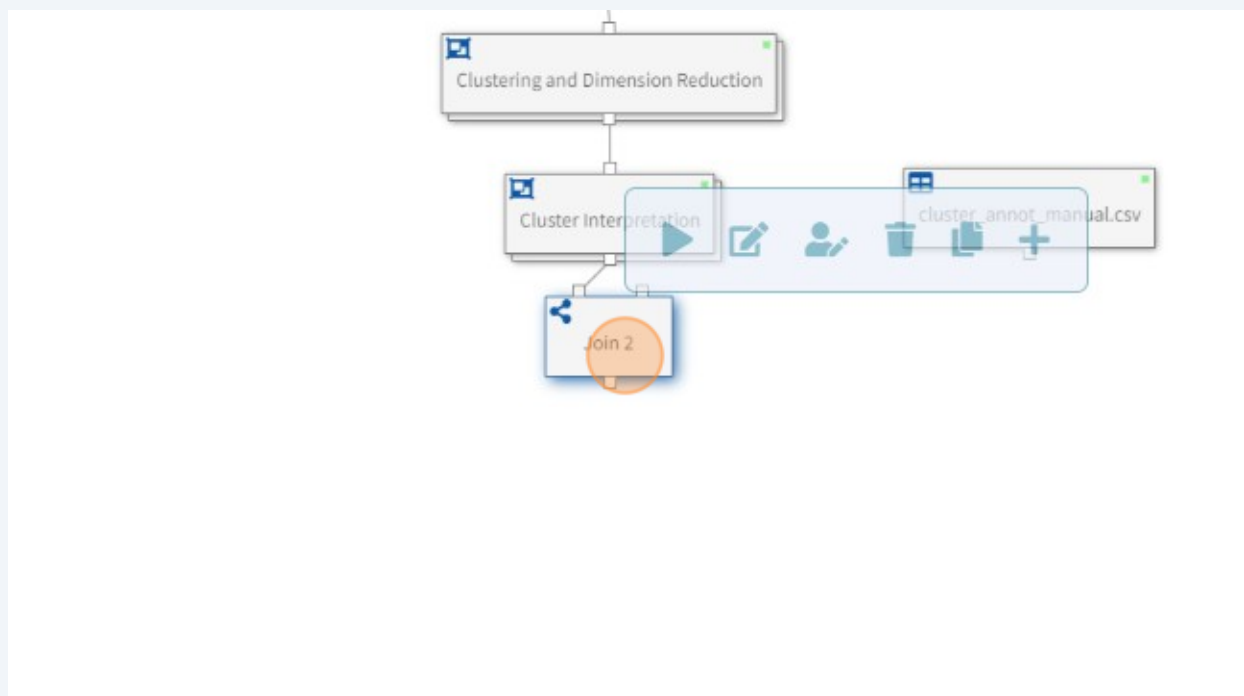 Clustering and Dimension Reduction
Cluster Interpretation
cluster_annot_manual.csv
Join 2